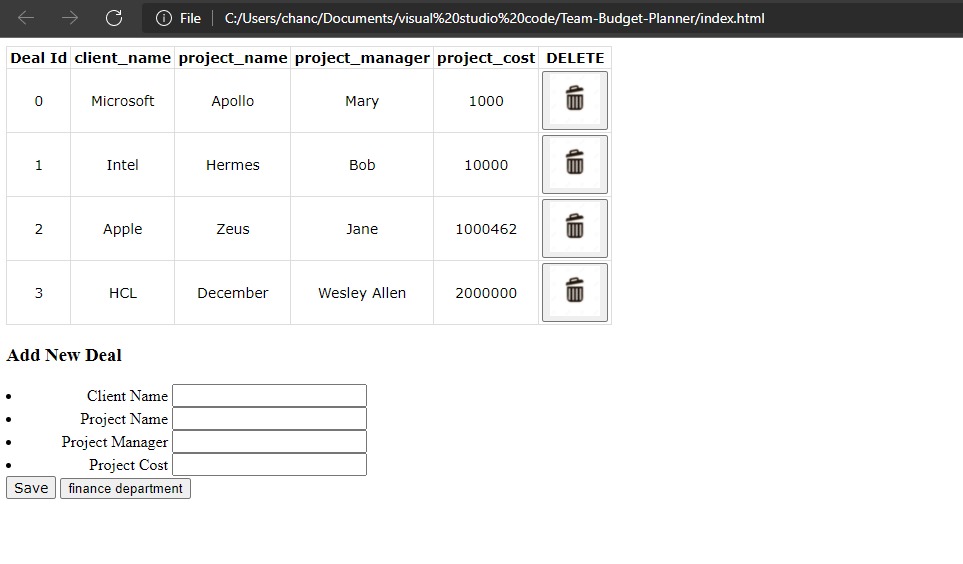 File C:/Users/chanc/Documents/visual%20studio%20code/Team-Budget-Planner/index.html
Deal Id client_name project_name project_manager project_cost DELETE
0 Microsoft Apollo Mary 1000
1 Intel Hermes Bob 10000
2 Apple Zeus Jane 1000462
3 HCL December Wesley Allen 2000000
Add New Deal
Client Name
Project Name
Project Manager
Project Cost
Save finance department